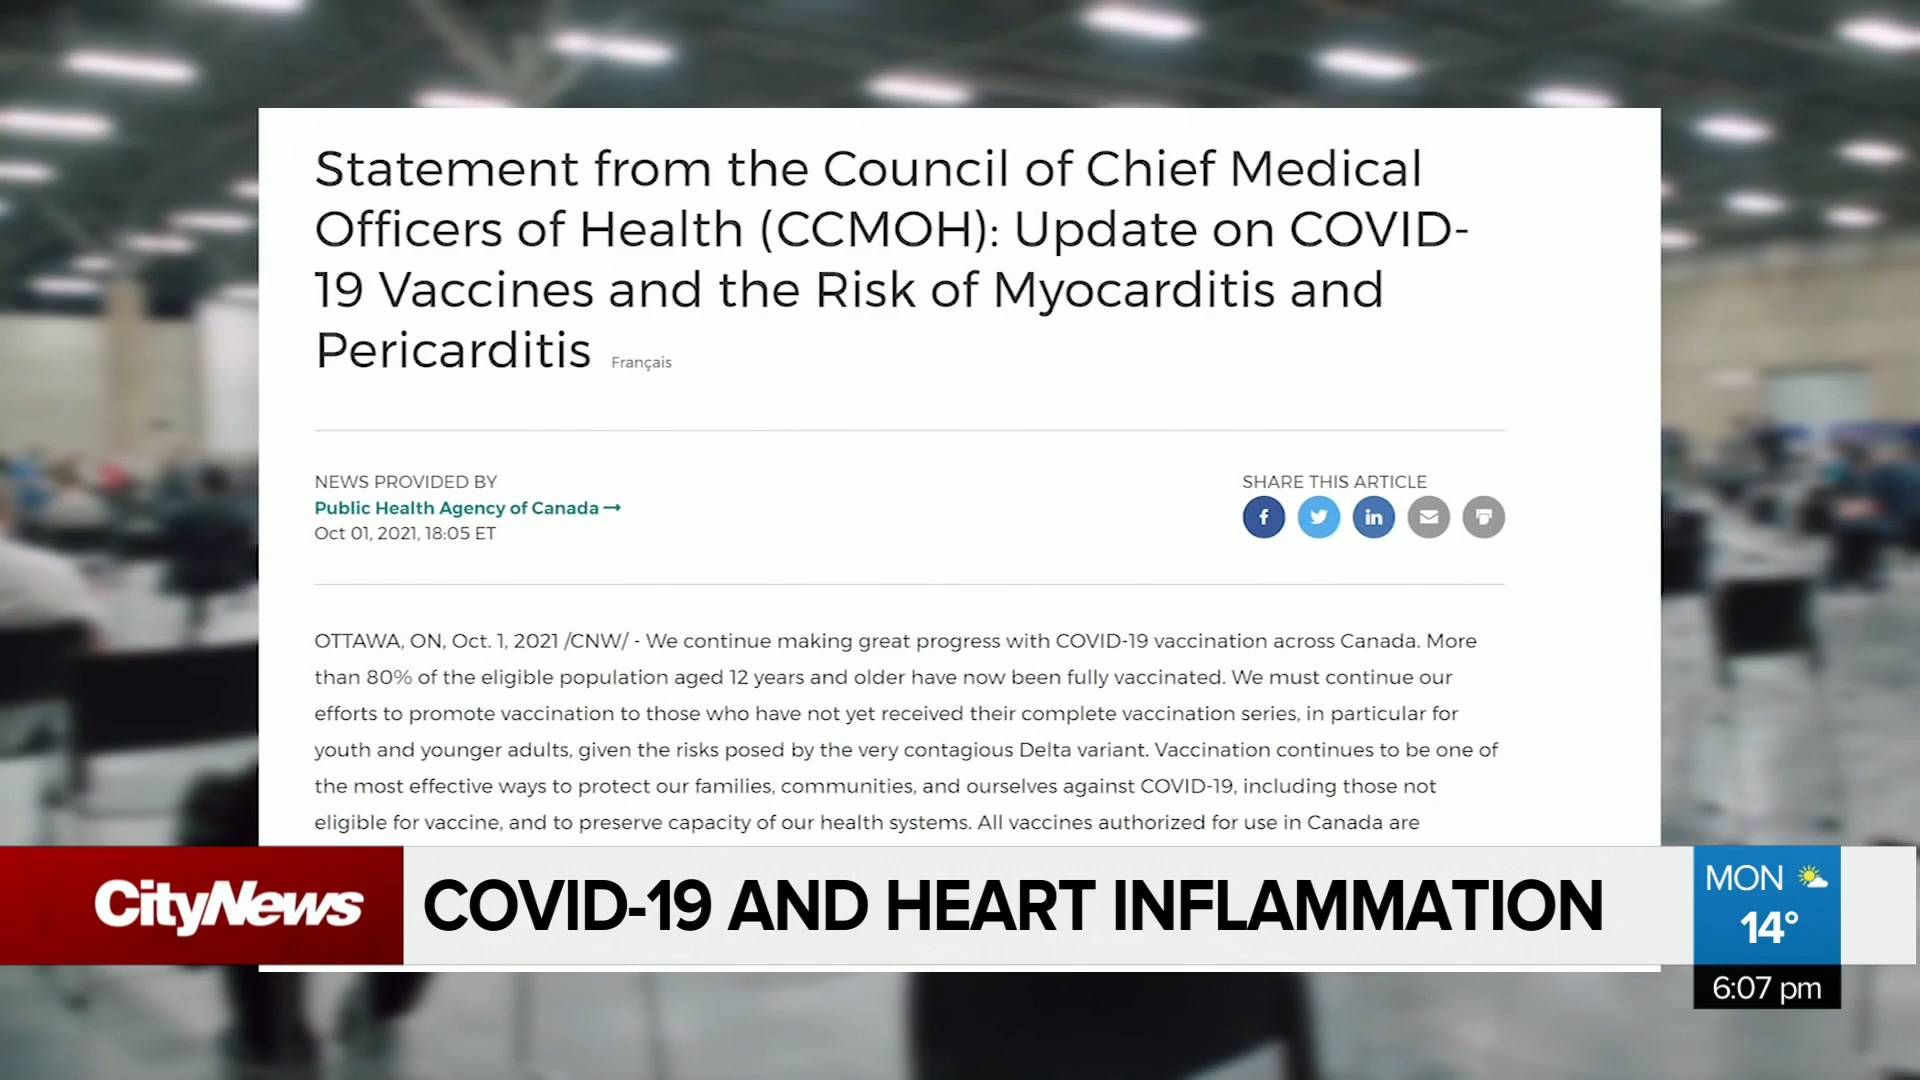 Statement from the Council of Chief Medical
Officers of Health (CCMOH): Update on COVID-
19 Vaccines and the Risk of Myocarditis and
Pericarditis Français
NEWS PROVIDED BY
Public Health Agency of Canada →
Oct 01, 2021, 18:05 ET
SHARE THIS ARTICLE
f
in
OTTAWA, ON, Oct. 1, 2021 /CNW/ - We continue making great progress with COVID-19 vaccination across Canada. More
than 80% of the eligible population aged 12 years and older have now been fully vaccinated. We must continue our
efforts to promote vaccination to those who have not yet received their complete vaccination series, in particular for
youth and younger adults, given the risks posed by the very contagious Delta variant. Vaccination continues to be one of
the most effective ways to protect our families, communities, and ourselves against COVID-19, including those not
eligible for vaccine, and to preserve capacity of our health systems. All vaccines authorized for use in Canada are
CityNews
COVID-19 AND HEART INFLAMMATION
MON
14°
6:07 pm